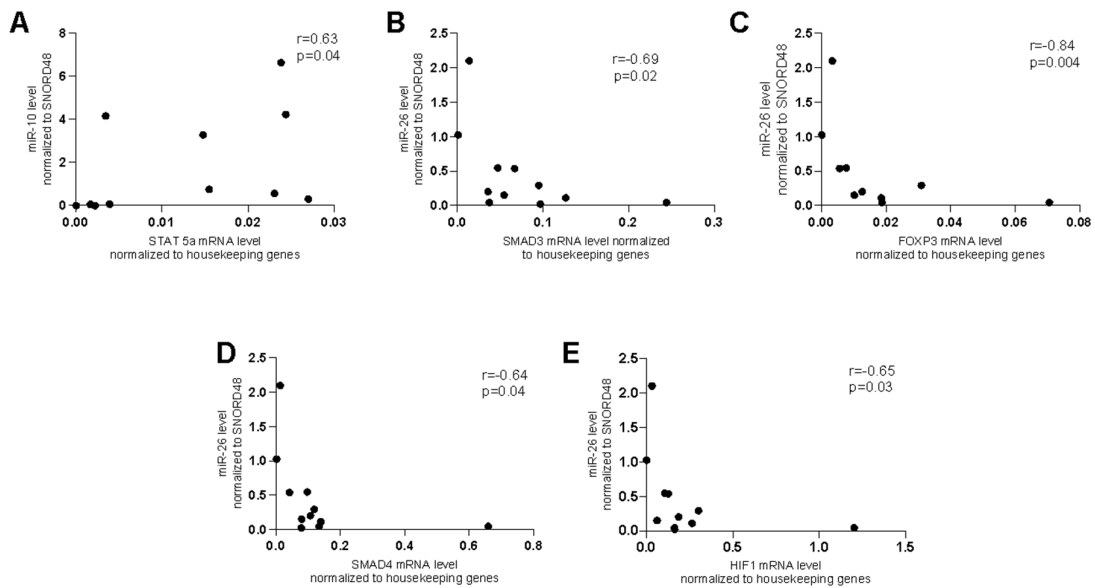 A
r=0.63
p=0.04
miR-10 level
normalized to SNORD48
8
6
4
2
0
0.00 0.01 0.02 0.03
STAT 5a mRNA level
normalized to housekeeping genes
B
r=-0.69
p=0.02
miR-26 level
normalized to SNORD48
2.5
2.0
1.5
1.0
0.5
0.0
0.0 0.1 0.2 0.3
SMAD3 mRNA level normalized
to housekeeping genes
C
r=-0.84
p=0.004
miR-26 level
normalized to SNORD48
2.5
2.0
1.5
1.0
0.5
0.0
0.00 0.02 0.04 0.06 0.08
FOXP3 mRNA level
normalized to housekeeping genes
D
r=-0.64
p=0.04
miR-26 level
normalized to SNORD48
2.5
2.0
1.5
1.0
0.5
0.0
0.0 0.2 0.4 0.6 0.8
SMAD4 mRNA level
normalized to housekeeping genes
E
r=-0.65
p=0.03
miR-26 level
normalized to SNORD48
2.5
2.0
1.5
1.0
0.5
0.0
0.0 0.5 1.0 1.5
HIF1 mRNA level
normalized to housekeeping genes